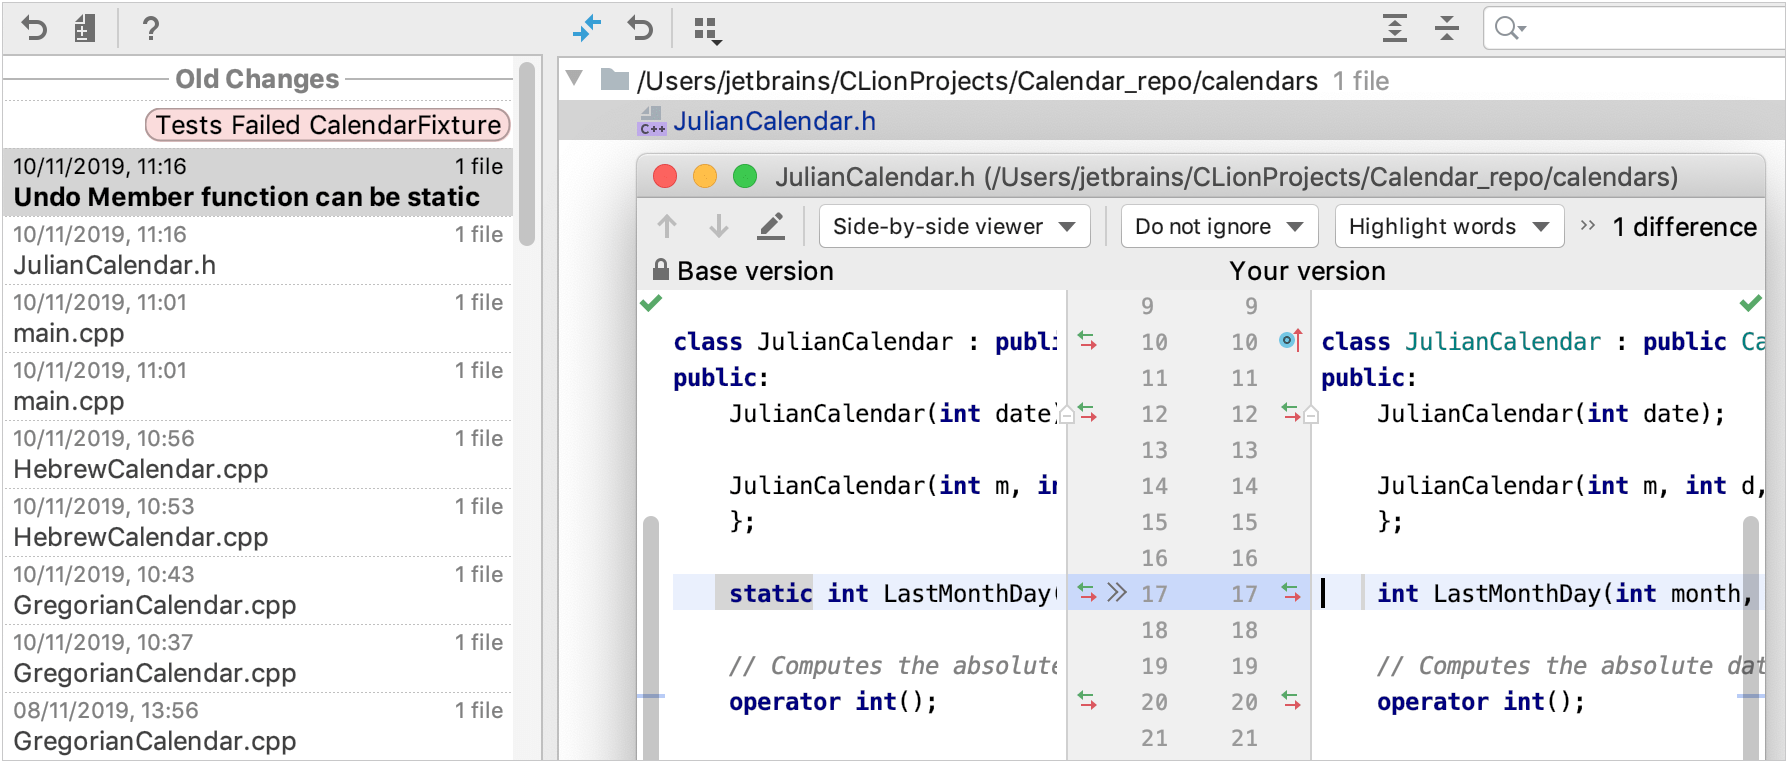 ?
Old Changes
Tests Failed CalendarFixture
10/11/2019, 11:16 1 file
Undo Member function can be static
10/11/2019, 11:16 1 file
JulianCalendar.h
10/11/2019, 11:01 1 file
main.cpp
10/11/2019, 11:01 1 file
main.cpp
10/11/2019, 10:56 1 file
HebrewCalendar.cpp
10/11/2019, 10:53 1 file
HebrewCalendar.cpp
10/11/2019, 10:43 1 file
GregorianCalendar.cpp
10/11/2019, 10:37 1 file
GregorianCalendar.cpp
08/11/2019, 13:56 1 file
GregorianCalendar.cpp
/Users/jetbrains/CLionProjects/Calendar_repo/calendars 1 file
C++ JulianCalendar.h
JulianCalendar.h (/Users/jetbrains/CLionProjects/Calendar_repo/calendars)
Side-by-side viewer Do not ignore Highlight words » 1 difference
Base version Your version
9 9
class JulianCalendar : publi 10 10 class JulianCalendar : public Ca
public: 11 11 public:
JulianCalendar(int date) 12 12 JulianCalendar(int date);
13 13
JulianCalendar(int m, in 14 14 JulianCalendar(int m, int d,
}; 15 15 };
16 16
static int LastMonthDay( 17 17 int LastMonthDay(int month,
18 18
// Computes the absolute 19 19 // Computes the absolute dat
operator int(); 20 20 operator int();
21 21